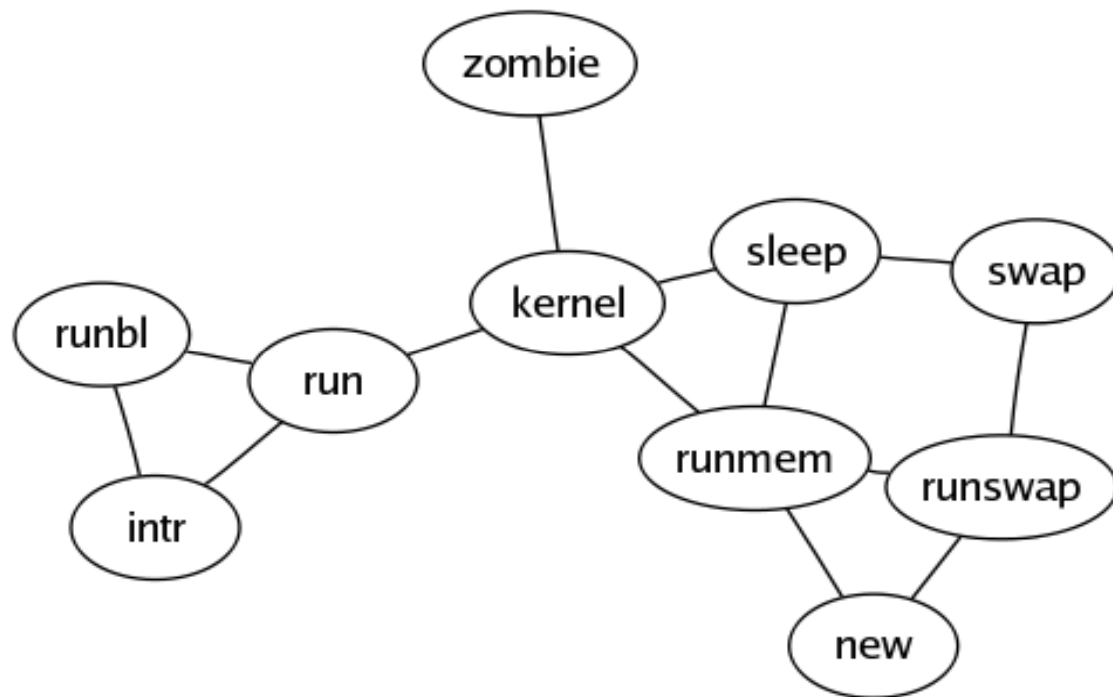 zombie
sleep
swap
kernel
runbl
run
runmem
runswap
intr
new